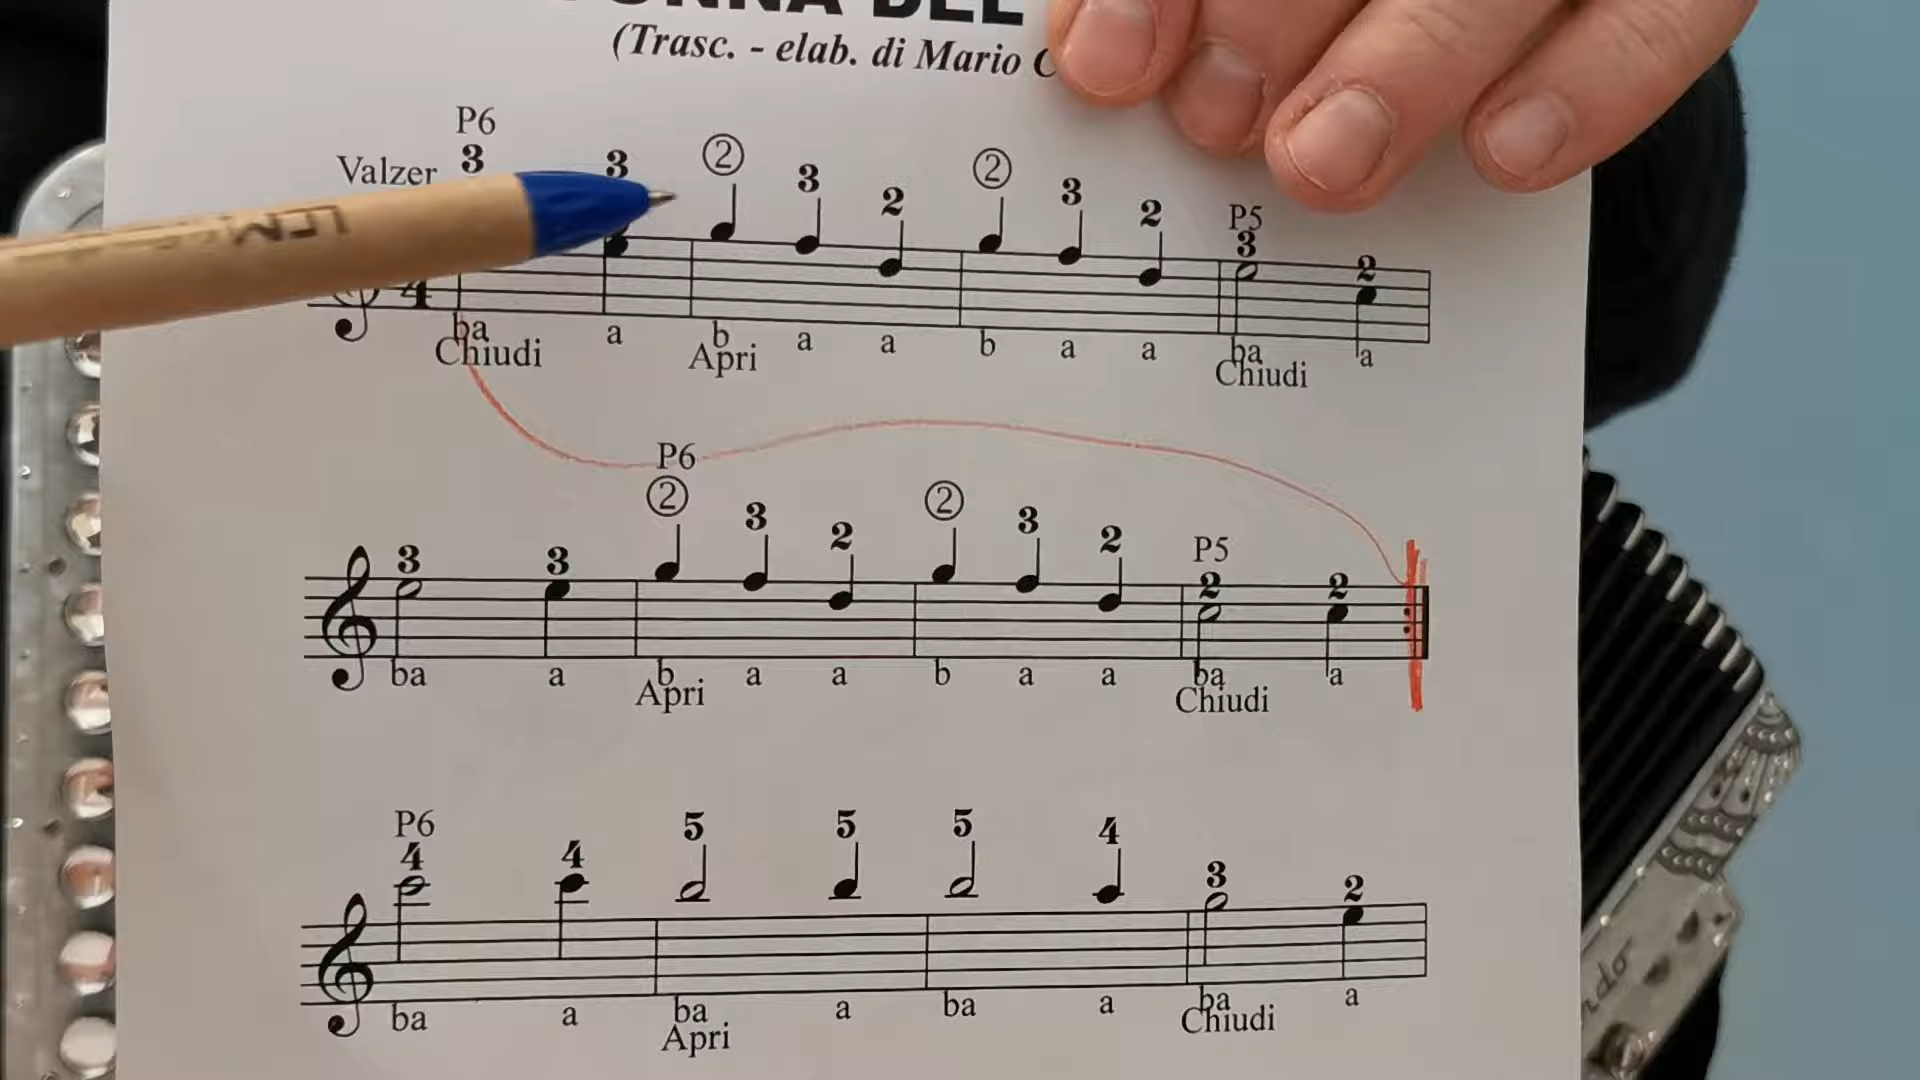 DEL
(Trasc. - elab. di Mario
P6
Valzer 3 3 ② 3 2 ② 3 2 P5 3 2
4
ba a b a a b a a ba a
Chiudi Apri Chiudi
P6
3 3 ② 3 2 ② 3 2 P5 2 2
ba a b a a b a a ba a
Apri Chiudi
P6
4 4 5 5 5 4 3 2
ba a ba a ba a ba a
Apri Chiudi